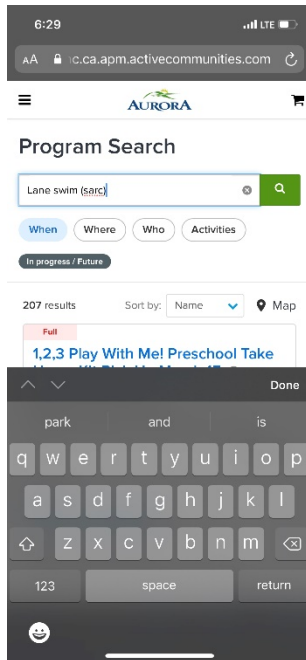 6:29
LTE
AA c.ca.apm.activecommunities.com
AURORA
Program Search
Lane swim (sarc)
When Where Who Activities
In progress / Future
207 results Sort by: Name Map
Full
1,2,3 Play With Me! Preschool Take
Done
park and is
q w e r t y u i o p
a s d f g h j k l
z x c v b n m
123 space return